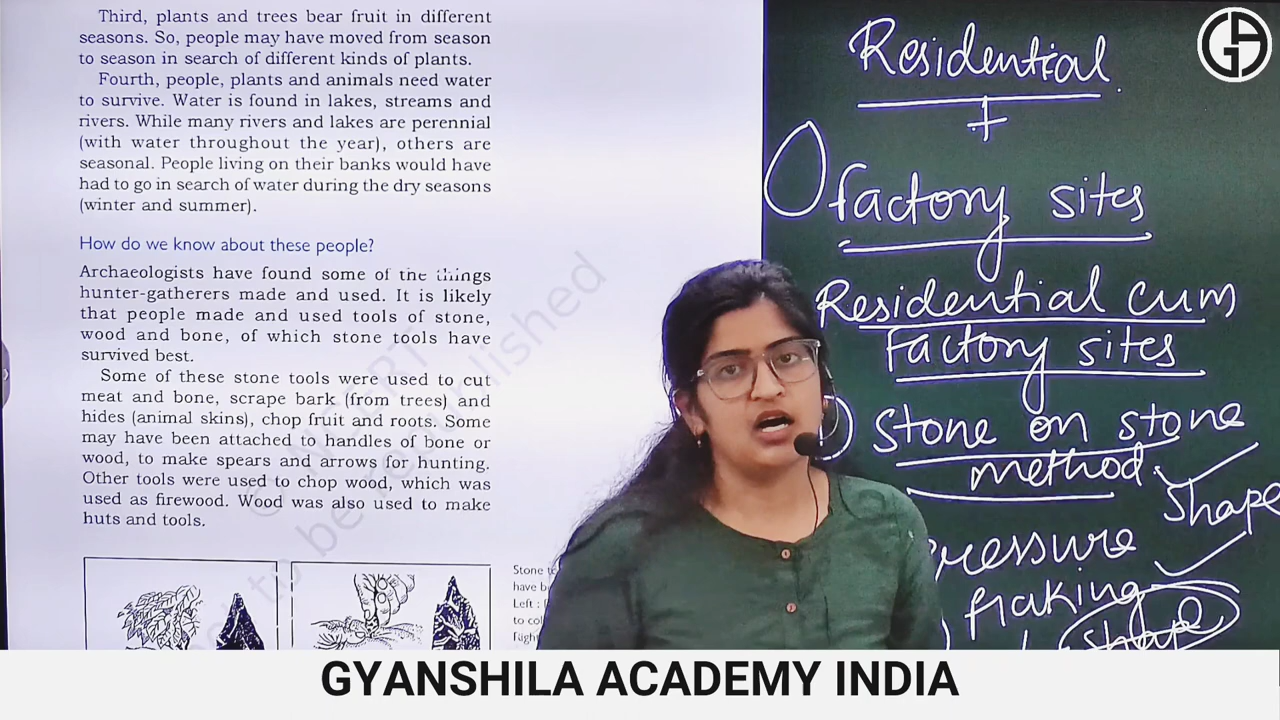 Third, plants and trees bear fruit in different
seasons. So, people may have moved from season
to season in search of different kinds of plants.
Fourth, people, plants and animals need water
to survive. Water is found in lakes, streams and
rivers. While many rivers and lakes are perennial
(with water throughout the year), others are
seasonal. People living on their banks would have
had to go in search of water during the dry seasons
(winter and summer).
How do we know about these people?
Archaeologists have found some of the things
hunter-gatherers made and used. It is likely
that people made and used tools of stone,
wood and bone, of which stone tools have
survived best.
Some of these stone tools were used to cut
meat and bone, scrape bark (from trees) and
hides (animal skins), chop fruit and roots. Some
may have been attached to handles of bone or
wood, to make spears and arrows for hunting.
Other tools were used to chop wood, which was
used as firewood. Wood was also used to make
huts and tools.
Stone
have
Left :
to
Residential
+
factory sites
Residential cum
Factory sites
Stone on stone
method
Shape
pressure
flaking
Shape
GA
GYANSHILA ACADEMY INDIA